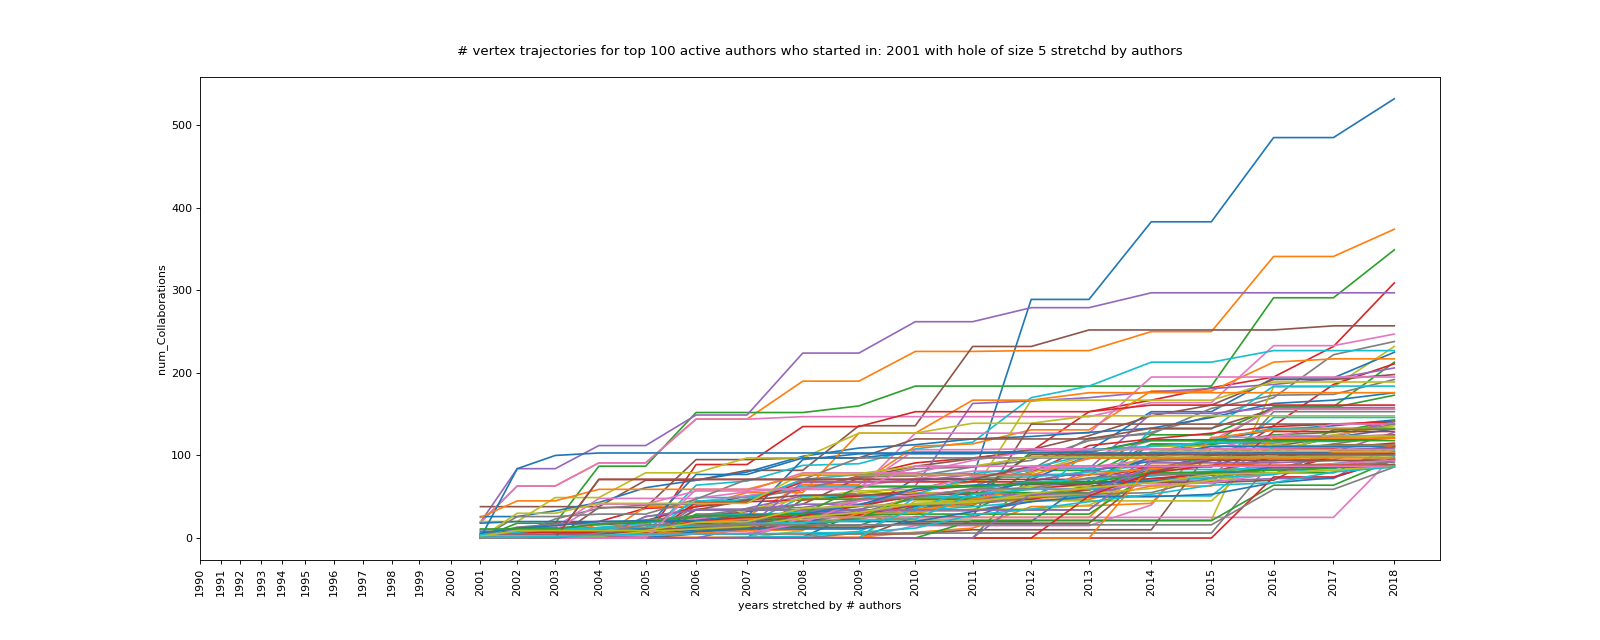 # vertex trajectories for top 100 active authors who started in: 2001 with hole of size 5 stretchd by authors
500
400
300
200
100
0
num_Collaborations
1990 1991 1992 1993 1994 1995 1996 1997 1998 1999 2000 2001 2002 2003 2004 2005 2006 2007 2008 2009 2010 2011 2012 2013 2014 2015 2016 2017 2018
years stretched by # authors